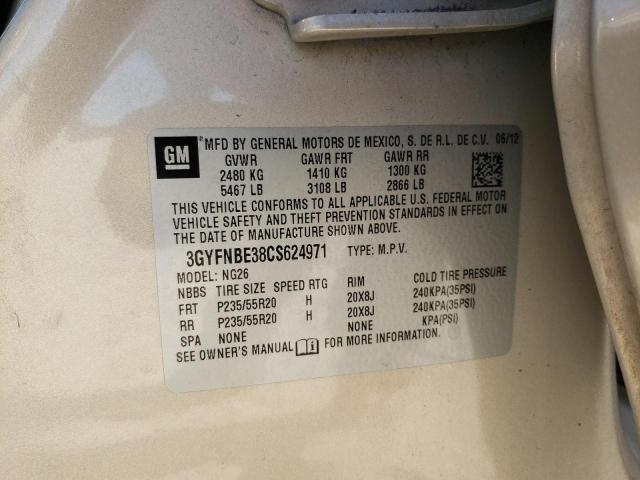 GM ® MFD BY GENERAL MOTORS DE MEXICO, S. DE R.L. DE C.V. 06/12
GVWR GAWR FRT GAWR RR
2480 KG 1410 KG 1300 KG
5467 LB 3108 LB 2866 LB
THIS VEHICLE CONFORMS TO ALL APPLICABLE U.S. FEDERAL MOTOR
VEHICLE SAFETY AND THEFT PREVENTION STANDARDS IN EFFECT ON
THE DATE OF MANUFACTURE SHOWN ABOVE.
3GYFNBE38CS624971 TYPE: M.P.V.
MODEL: NG26
NBBS TIRE SIZE SPEED RTG RIM COLD TIRE PRESSURE
FRT P235/55R20 H 20X8J 240KPA(35PSI)
RR P235/55R20 H 20X8J 240KPA(35PSI)
SPA NONE NONE KPA(PSI)
SEE OWNER'S MANUAL i FOR MORE INFORMATION.